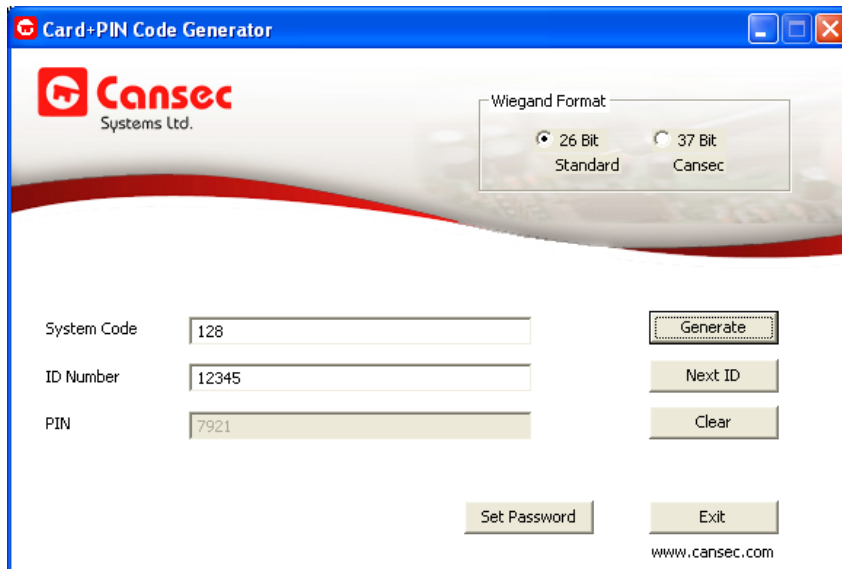 Card+PIN Code Generator
Cansec
Systems Ltd.
Wiegand Format
26 Bit 37 Bit
Standard Cansec
System Code 128 Generate
ID Number 12345 Next ID
PIN 7921 Clear
Set Password Exit
www.cansec.com